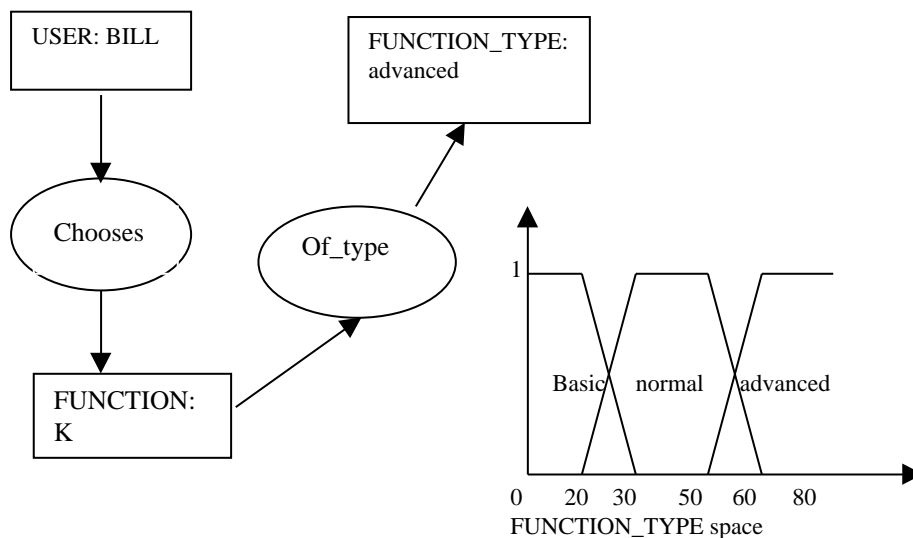 USER: BILL
FUNCTION_TYPE:
advanced
Chooses
Of_type
FUNCTION:
K
1
Basic normal advanced
0 20 30 50 60 80
FUNCTION_TYPE space